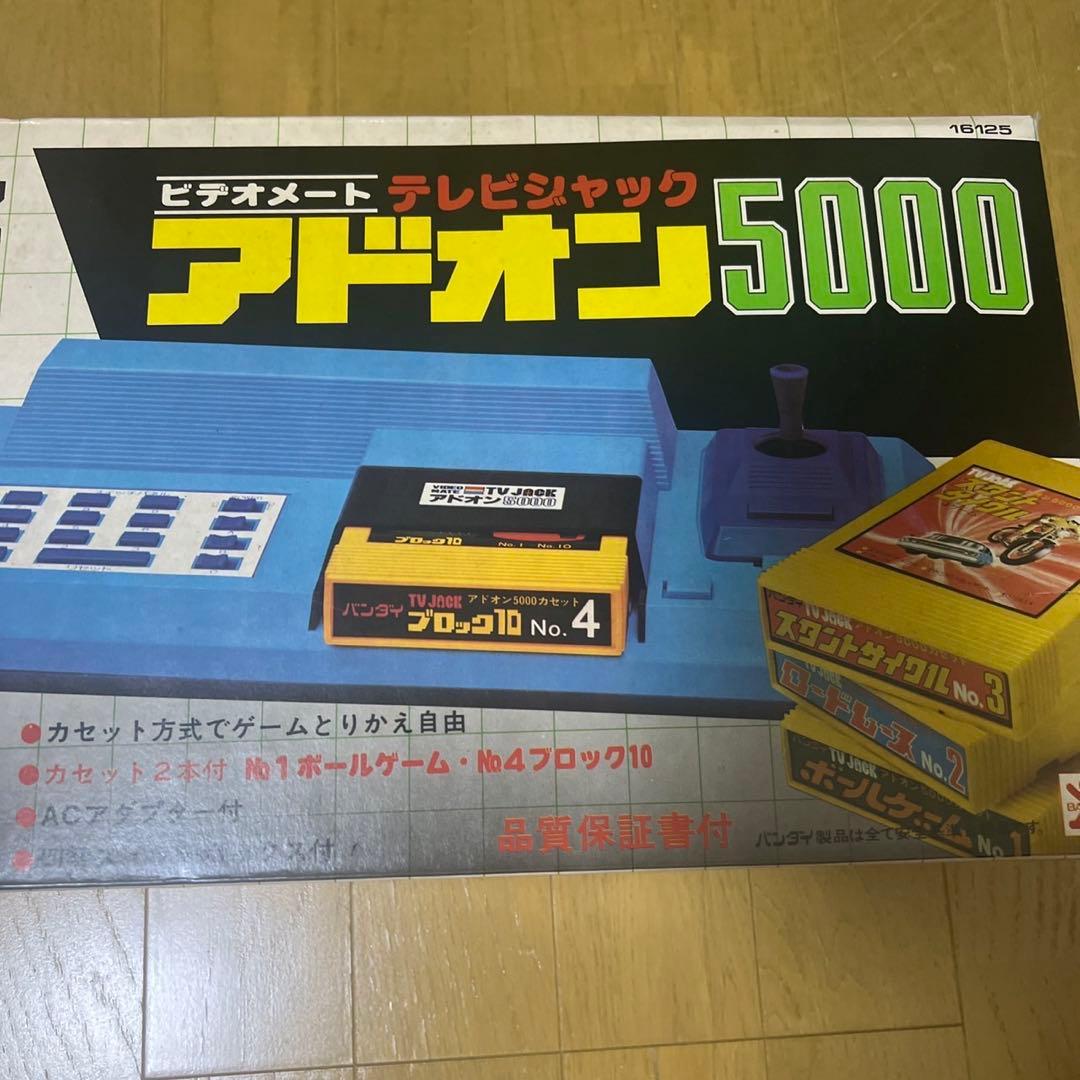 16125
ビデオメート テレビジャック
アドオン5000
VIDEO MATE TV JACK
アドオン5000
ブロック10 No.1 No.10
バンダイ TV JACK アドオン5000カセット
ブロック10 No.4
TV JACK
スタントサイクル No.3
TV JACK
ロードレース No.2
TV JACK
ボールゲーム No.1
●カセット方式でゲームとりかえ自由
●カセット2本付 №1ボールゲーム・№4ブロック10
●ACアダプター付
品質保証書付
バンダイ製品は全て安全